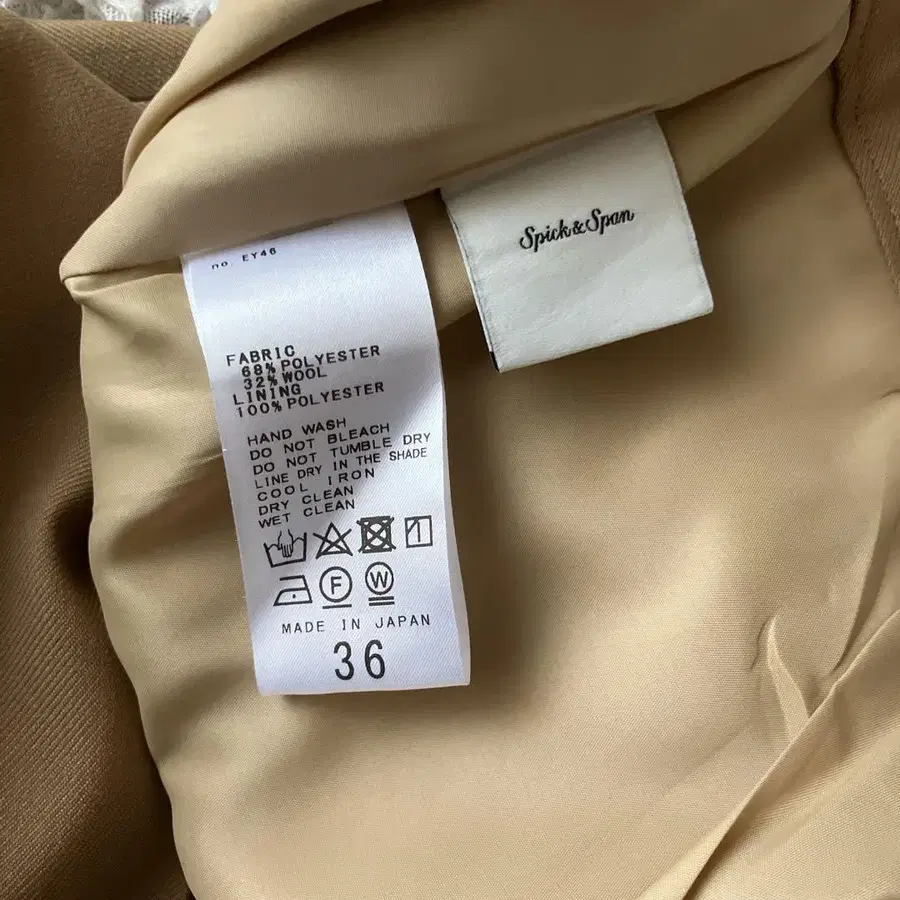 Spick & Span
no. EY46
FABRIC
68% POLYESTER
32% WOOL
LINING
100% POLYESTER
HAND WASH
DO NOT BLEACH
DO NOT TUMBLE DRY
LINE DRY IN THE SHADE
COOL IRON
DRY CLEAN
WET CLEAN
F W
MADE IN JAPAN
36